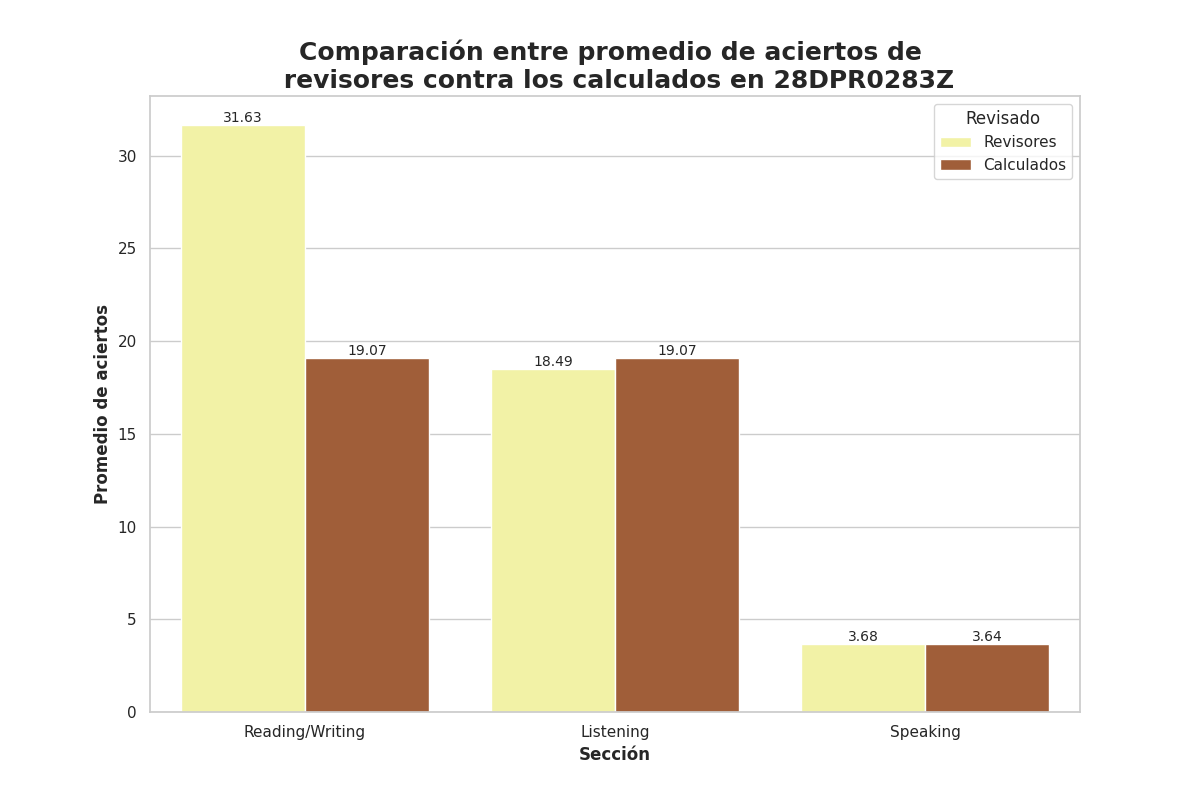 Comparación entre promedio de aciertos de
revisores contra los calculados en 28DPR0283Z
Revisado
Revisores
Calculados
Promedio de aciertos
30
25
20
15
10
5
0
31.63
19.07
18.49
19.07
3.68
3.64
Reading/Writing
Listening
Speaking
Sección